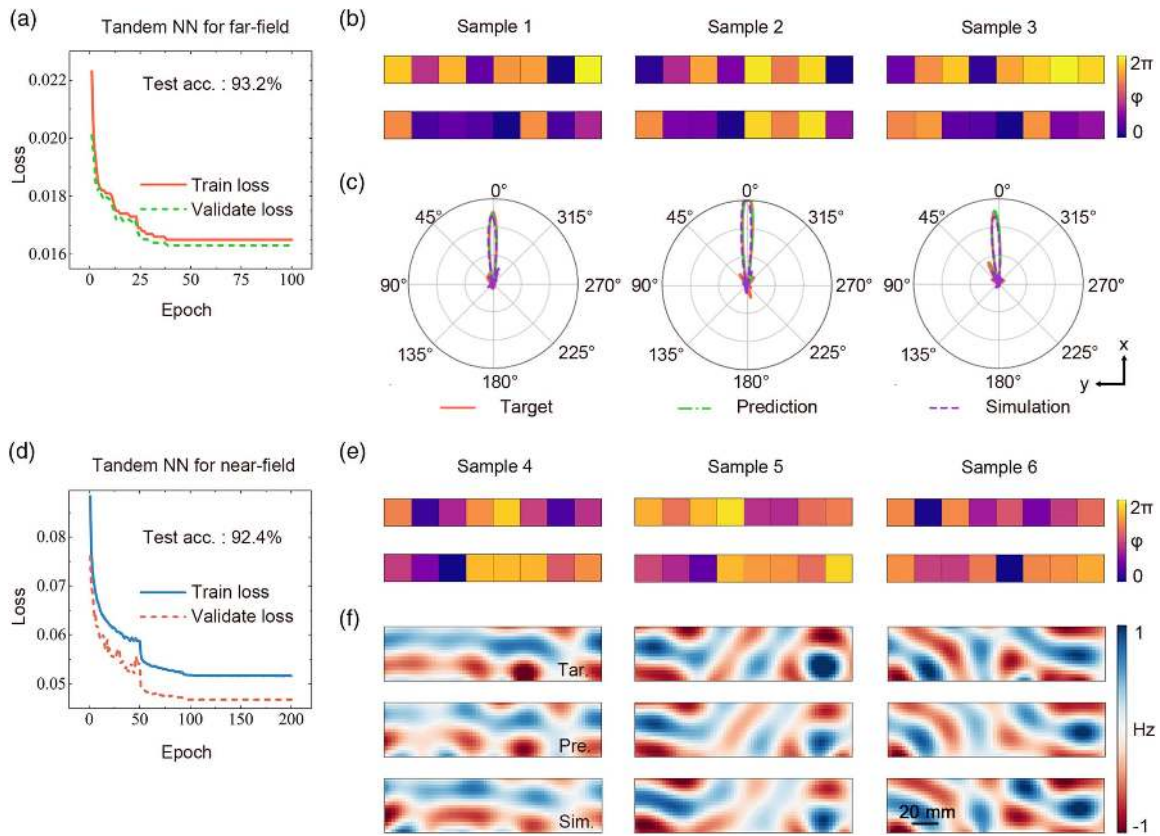 (a)
Tandem NN for far-field
Test acc. : 93.2%
0.022
0.020
0.018
0.016
Loss
Train loss
Validate loss
0 25 50 75 100
Epoch
(b)
Sample 1 Sample 2 Sample 3
2π
φ
0
(c)
0° 0° 0°
45° 315° 45° 315° 45° 315°
90° 270° 90° 270° 90° 270°
135° 225° 135° 225° 135° 225°
180° 180° 180°
x
y
Target Prediction Simulation
(d)
Tandem NN for near-field
Test acc. : 92.4%
0.08
0.07
0.06
0.05
Loss
Train loss
Validate loss
0 50 100 150 200
Epoch
(e)
Sample 4 Sample 5 Sample 6
2π
φ
0
(f)
Tar.
Pre.
Sim.
20 mm
1
Hz
-1